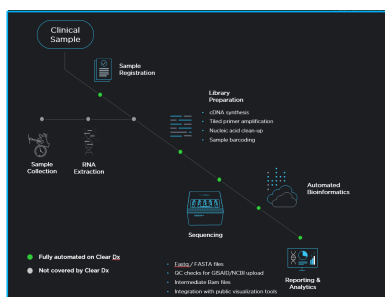 Clinical
Sample
Sample
Registration
Library
Preparation
• cDNA synthesis
• Tiled primer amplification
• Nucleic acid clean-up
• Sample barcoding
Sample
Collection
RNA
Extraction
Automated
Bioinformatics
Sequencing
Fully automated on Clear Dx
Not covered by Clear Dx
• Fastq / FASTA files
• QC checks for GISAID/NCBI upload
• Intermediate Bam files
• Integration with public visualization tools
Reporting &
Analytics